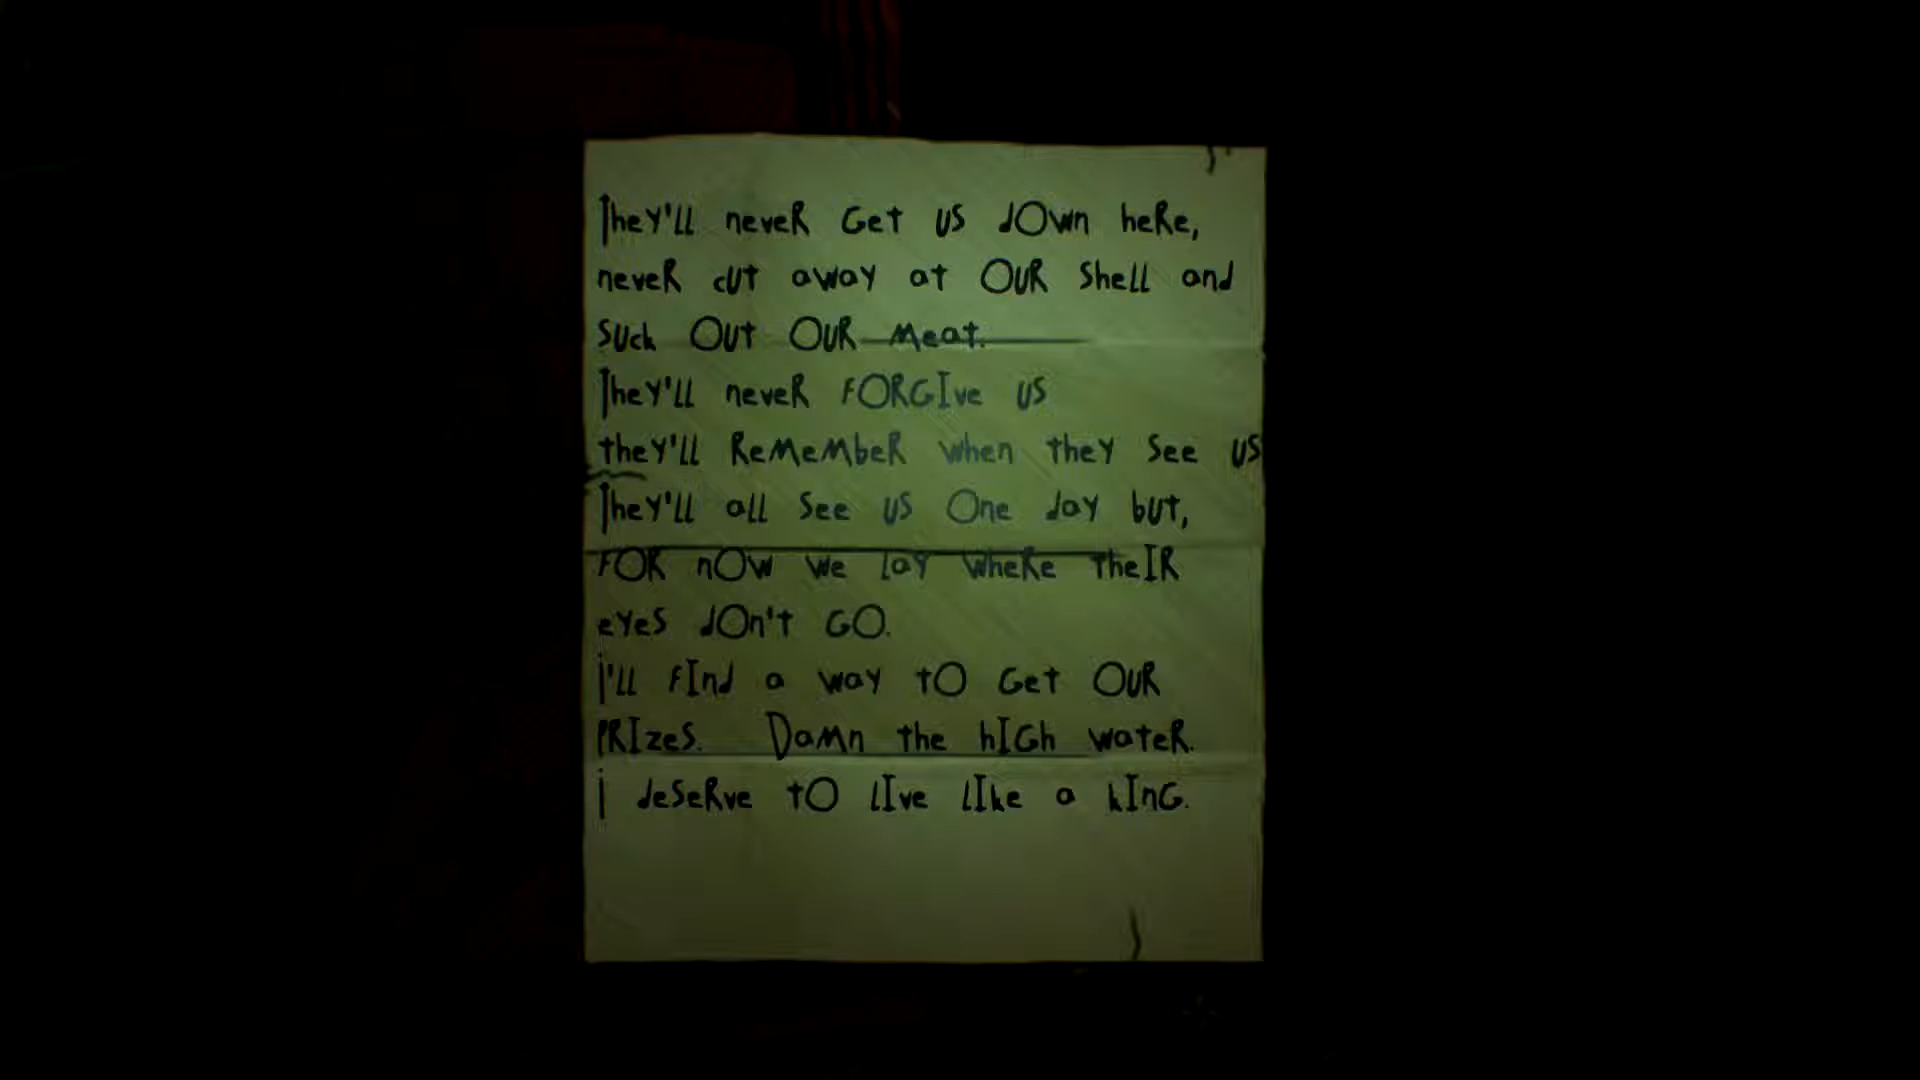 They'll never Get us dOwn heRe,
neveR cut away at OUR Shell and
Suck OUt OUR Meat.
They'll neveR FORGIve us
they'll ReMeMbeR when they See us
They'll all See us One day but,
FOR nOw we lay wheRe theIR
eyes dOn't GO.
i'll fInd a way tO Get OUR
PRIzes. DaMn the hIGh wateR.
i deSeRve tO lIve lIke a kInG.